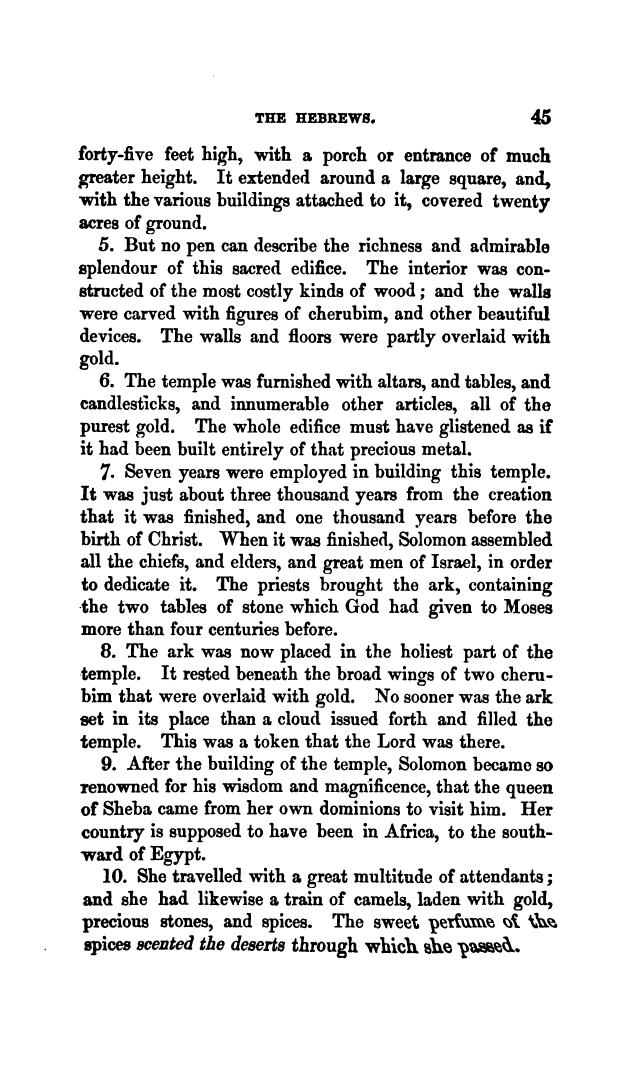 THE HEBREWS. 45
forty-five feet high, with a porch or entrance of much
greater height. It extended around a large square, and,
with the various buildings attached to it, covered twenty
acres of ground.
5. But no pen can describe the richness and admirable
splendour of this sacred edifice. The interior was con-
structed of the most costly kinds of wood; and the walls
were carved with figures of cherubim, and other beautiful
devices. The walls and floors were partly overlaid with
gold.
6. The temple was furnished with altars, and tables, and
candlesticks, and innumerable other articles, all of the
purest gold. The whole edifice must have glistened as if
it had been built entirely of that precious metal.
7. Seven years were employed in building this temple.
It was just about three thousand years from the creation
that it was finished, and one thousand years before the
birth of Christ. When it was finished, Solomon assembled
all the chiefs, and elders, and great men of Israel, in order
to dedicate it. The priests brought the ark, containing
the two tables of stone which God had given to Moses
more than four centuries before.
8. The ark was now placed in the holiest part of the
temple. It rested beneath the broad wings of two cheru-
bim that were overlaid with gold. No sooner was the ark
set in its place than a cloud issued forth and filled the
temple. This was a token that the Lord was there.
9. After the building of the temple, Solomon became so
renowned for his wisdom and magnificence, that the queen
of Sheba came from her own dominions to visit him. Her
country is supposed to have been in Africa, to the south-
ward of Egypt.
10. She travelled with a great multitude of attendants;
and she had likewise a train of camels, laden with gold,
precious stones, and spices. The sweet perfume of the
spices scented the deserts through which she passed.